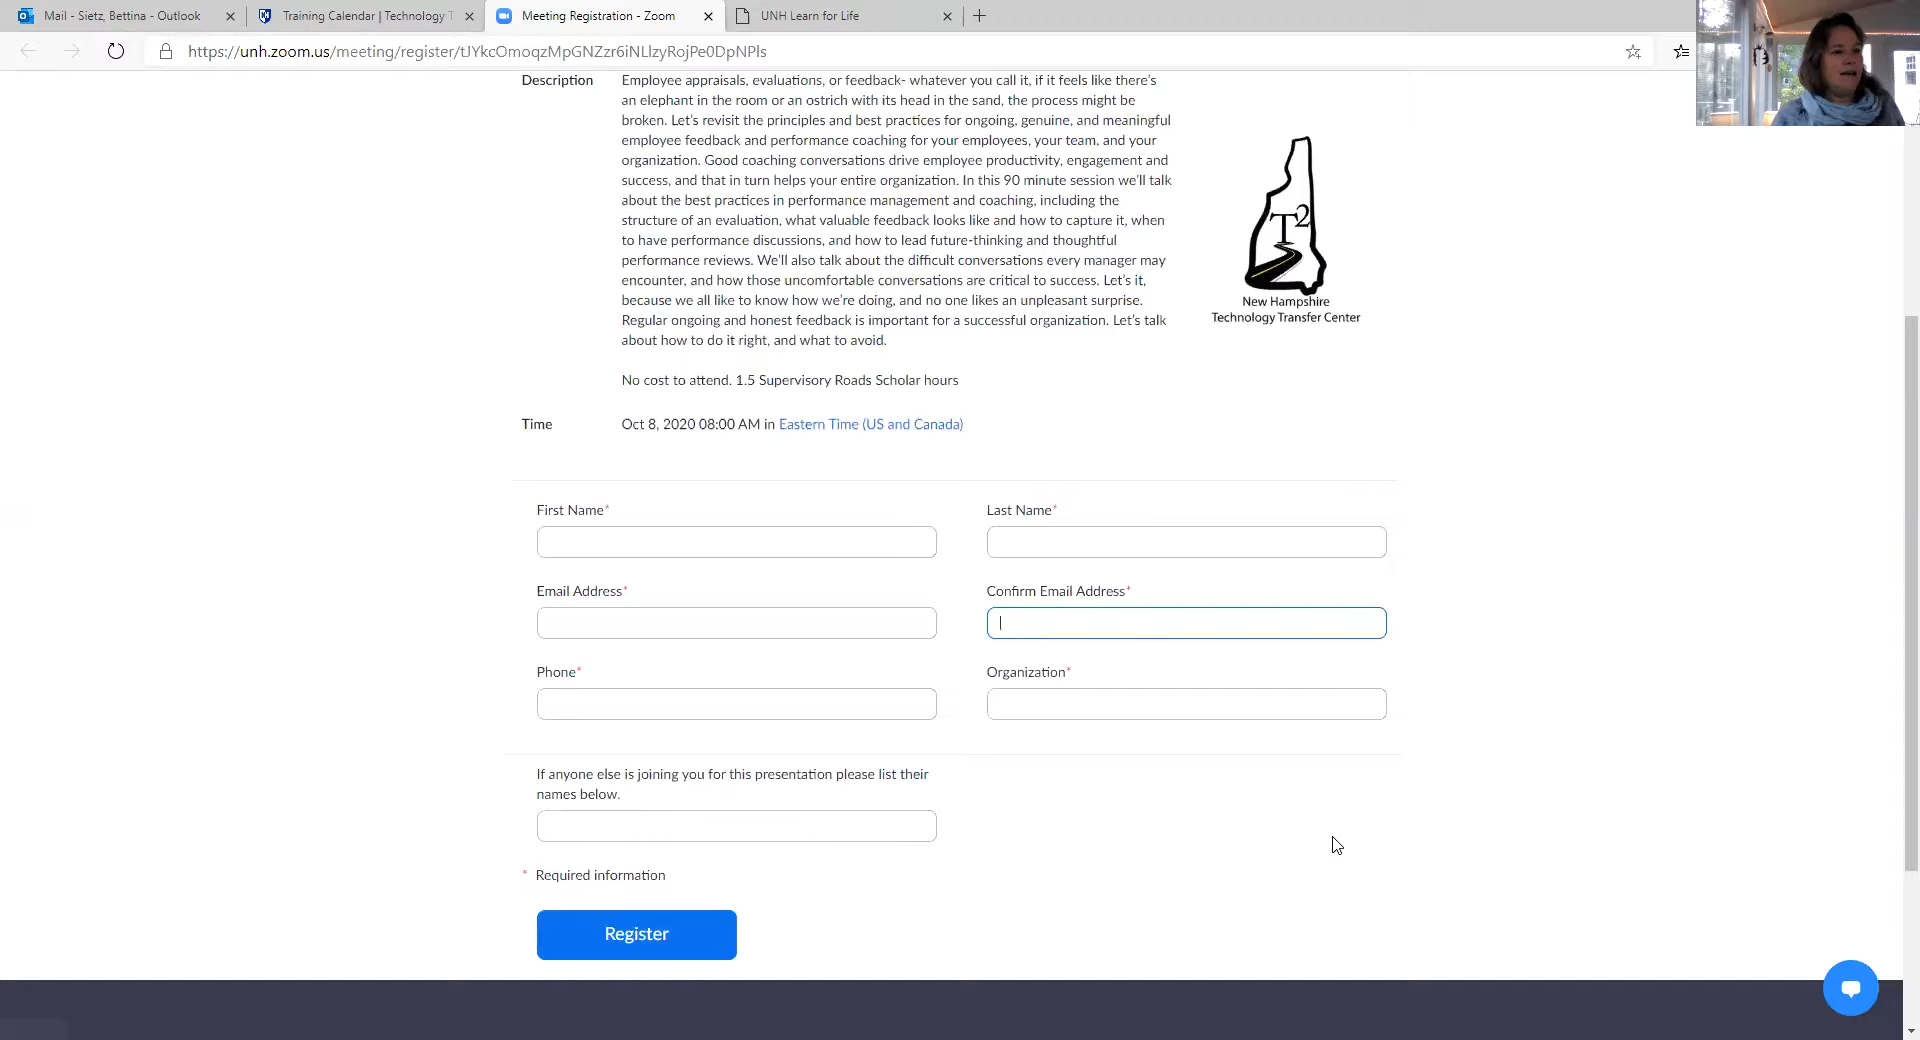 Mail - Sietz, Bettina - Outlook
Training Calendar | Technology T
Meeting Registration - Zoom
UNH Learn for Life
https://unh.zoom.us/meeting/register/
Description
Employee appraisals, evaluations, or feedback- whatever you call it, if it feels like there's
an elephant in the room or an ostrich with its head in the sand, the process might be
broken. Let's revisit the principles and best practices for ongoing, genuine, and meaningful
employee feedback and performance coaching for your employees, your team, and your
organization. Good coaching conversations drive employee productivity, engagement and
success, and that in turn helps your entire organization. In this 90 minute session we'll talk
about the best practices in performance management and coaching, including the
structure of an evaluation, what valuable feedback looks like and how to capture it, when
to have performance discussions, and how to lead future-thinking and thoughtful
performance reviews. We'll also talk about the difficult conversations every manager may
encounter, and how those uncomfortable conversations are critical to success. Let's it,
because we all like to know how we're doing, and no one likes an unpleasant surprise.
Regular ongoing and honest feedback is important for a successful organization. Let's talk
about how to do it right, and what to avoid.
T2
New Hampshire
Technology Transfer Center
No cost to attend. 1.5 Supervisory Roads Scholar hours
Time
Oct 8, 2020 08:00 AM in Eastern Time (US and Canada)
First Name*
Last Name*
Email Address*
Confirm Email Address*
Phone*
Organization*
If anyone else is joining you for this presentation please list their
names below.
* Required information
Register